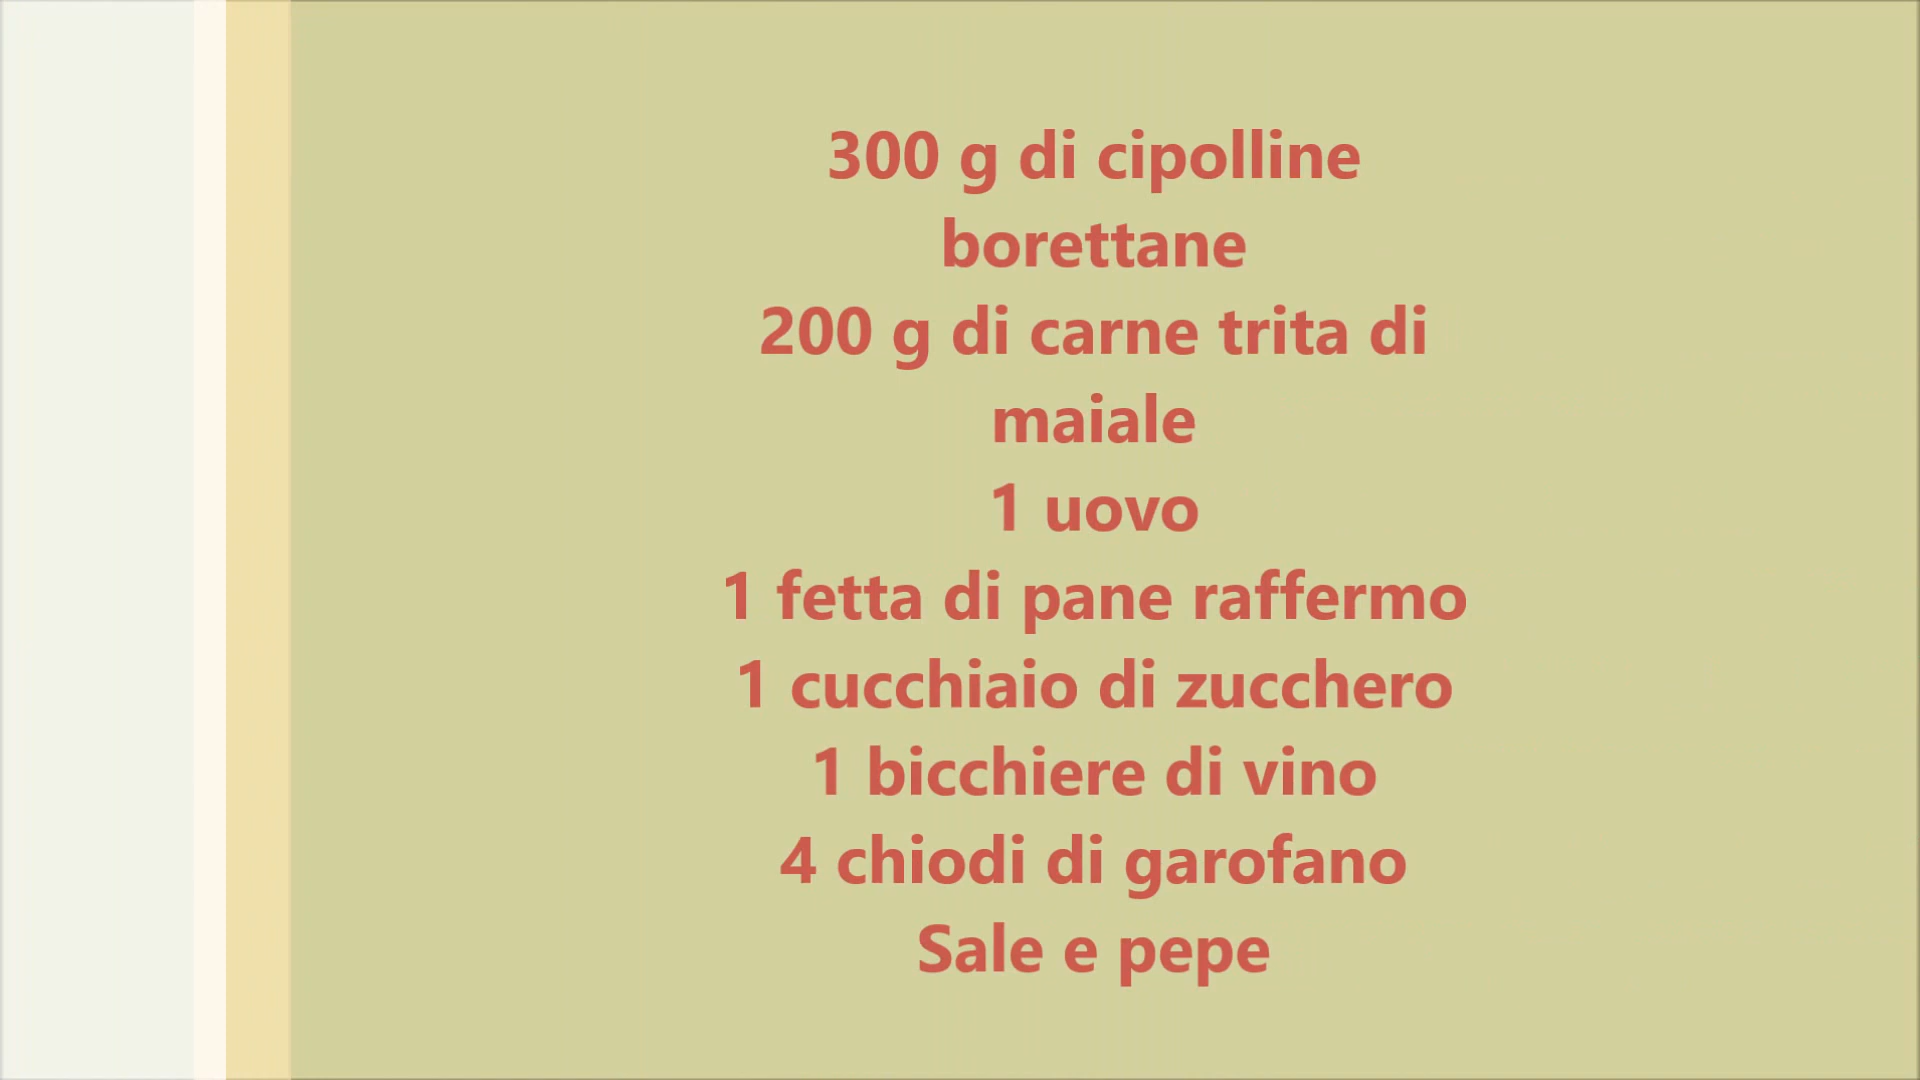 300 g di cipolline
borettane
200 g di carne trita di
maiale
1 uovo
1 fetta di pane raffermo
1 cucchiaio di zucchero
1 bicchiere di vino
4 chiodi di garofano
Sale e pepe